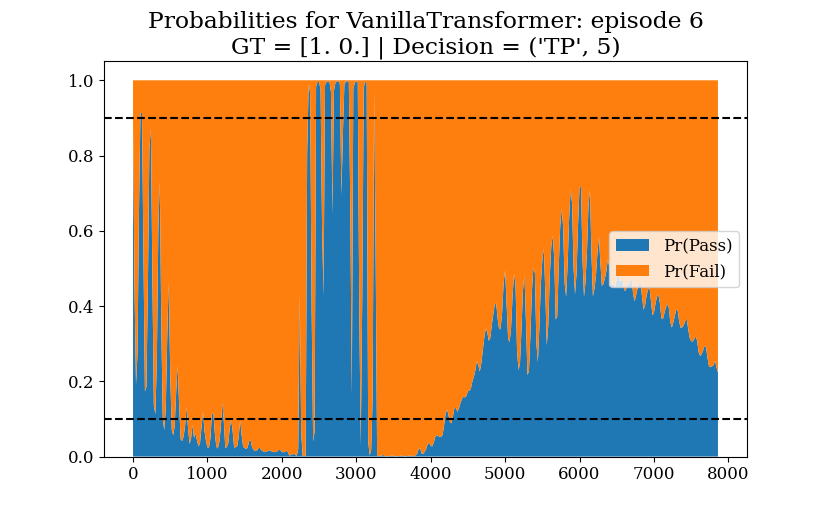 Probabilities for VanillaTransformer: episode 6
GT = [1. 0.] | Decision = ('TP', 5)
1.0
0.8
0.6
0.4
0.2
0.0
Pr(Pass)
Pr(Fail)
0 1000 2000 3000 4000 5000 6000 7000 8000